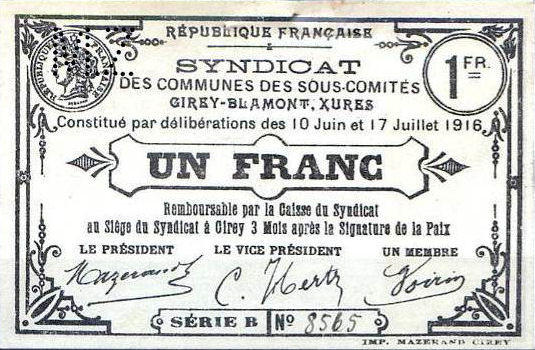 RÉPUBLIQUE FRANÇAISE
RÉPUBLIQUE FRANÇAISE
SYNDICAT
1 FR.
DES COMMUNES DES SOUS-COMITÉS
CIREY-BLAMONT, XURES
Constitué par délibérations des 10 Juin et 17 Juillet 1916
UN FRANC
Remboursable par la Caisse du Syndicat
au Siège du Syndicat à Cirey 3 Mois après la Signature de la Paix
LE PRÉSIDENT LE VICE PRÉSIDENT UN MEMBRE
Mazerand C. Hertz Voirin
SÉRIE B No 8565
IMP. MAZERAND CIREY